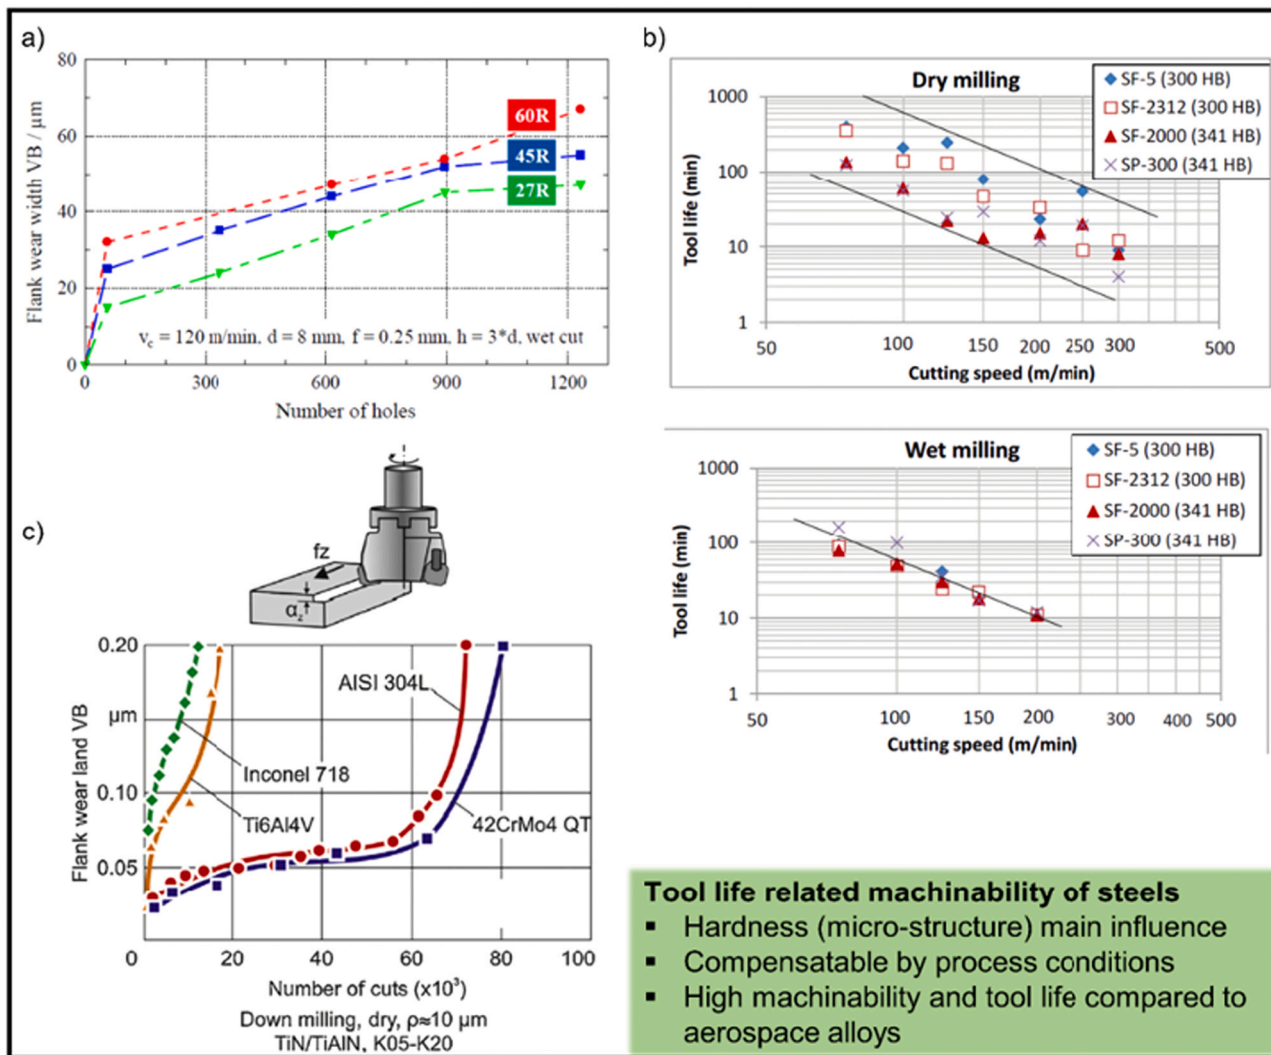 a)
80
60
40
20
0
Flank wear width VB / µm
60R
45R
27R
v_c = 120 m/min, d = 8 mm, f = 0.25 mm, h = 3*d, wet cut
0 300 600 900 1200
Number of holes
b)
Dry milling
SF-5 (300 HB)
SF-2312 (300 HB)
SF-2000 (341 HB)
SP-300 (341 HB)
1000
100
10
1
Tool life (min)
50 100 150 200 250 300 500
Cutting speed (m/min)
Wet milling
SF-5 (300 HB)
SF-2312 (300 HB)
SF-2000 (341 HB)
SP-300 (341 HB)
1000
100
10
1
Tool life (min)
50 100 150 200 300 400 500
Cutting speed (m/min)
c)
fz
α_z
0.20
µm
0.10
0.05
Flank wear land VB
AISI 304L
Inconel 718
Ti6Al4V
42CrMo4 QT
0 20 40 60 80 100
Number of cuts (x10³)
Down milling, dry, ρ≈10 µm
TiN/TiAlN, K05-K20
Tool life related machinability of steels
▪ Hardness (micro-structure) main influence
▪ Compensatable by process conditions
▪ High machinability and tool life compared to
aerospace alloys